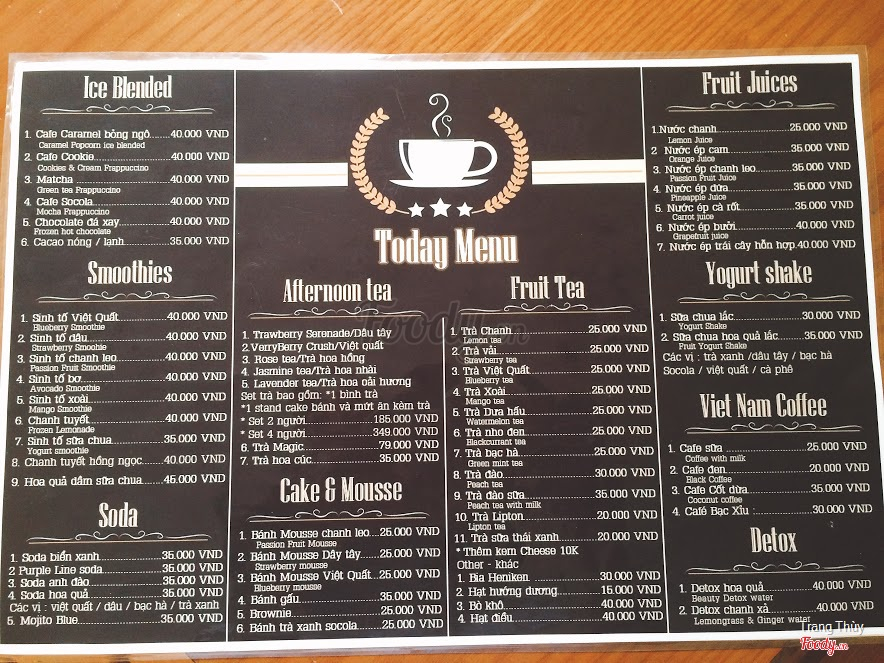 Ice Blended
1. Cafe Caramel bỏng ngô.........40.000 VND
Caramel Popcorn ice blended
2. Cafe Cookie.........40.000 VND
Cookies & Cream Frappuccino
3. Matcha.........40.000 VND
Green tea Frappucino
4. Cafe Socola.........40.000 VND
Mocha Frappucino
5. Chocolate đá xay.........40.000 VND
Frozen hot chocolate
6. Cacao nóng / lạnh.........35.000 VND
Smoothies
1. Sinh tố Việt Quất.........40.000 VND
Blueberry Smoothie
2. Sinh tố dâu.........40.000 VND
Strawberry Smoothie
3. Sinh tố chanh leo.........40.000 VND
Passion Fruit Smoothie
4. Sinh tố bơ.........40.000 VND
Avocado Smoothie
5. Sinh tố xoài.........40.000 VND
Mango Smoothie
6. Chanh tuyết.........40.000 VND
Frozen Lemonade
7. Sinh tố sữa chua.........35.000 VND
Yogurt smoothie
8. Chanh tuyết hồng ngọc.........40.000 VND
9. Hoa quả dầm sữa chua.........45.000 VND
Soda
1. Soda biển xanh.........35.000 VND
2 Purple Line soda.........35.000 VND
3. Soda anh đào.........35.000 VND
4. Soda hoa quả.........35.000 VND
Các vị : việt quất / dâu / bạc hà / trà xanh
5. Mojito Blue.........35.000 VND
Today Menu
Afternoon tea
1. Trawberry Serenade/Dâu tây
2.VerryBerry Crush/Việt quất
3. Rose tea/Trà hoa hồng
4. Jasmine tea/Trà hoa nhài
5. Lavender tea/Trà hoa oải hương
Set trà bao gồm: *1 bình trà
*1 stand cake bánh và mứt ăn kèm trà
* Set 2 người.........185.000 VND
* Set 4 người.........349.000 VND
6. Trà Magic.........79.000 VND
7. Trà hoa cúc.........35.000 VND
Cake & Mousse
1. Bánh Mousse chanh leo...25.000 VND
Passion Fruit Mousse
2. Bánh Mousse Dây tây.....25.000 VND
Strawberry mousse
3. Bánh Mousse Việt Quất...25.000 VND
Blueberry mousse
4. Bánh gấu.........35.000 VND
5. Brownie.........25.000 VND
6. Bánh trà xanh socola......25.000 VND
Fruit Tea
1. Trà Chanh.........25.000 VND
Lemon tea
2. Trà vải.........25.000 VND
Strawberry tea
3. Trà Việt Quất.........25.000 VND
Blueberry tea
4. Trà Xoài.........25.000 VND
Mango tea
5. Trà Dưa hấu.........25.000 VND
Watermelon tea
6. Trà nho đen.........25.000 VND
Blackcurrant tea
7. Trà bạc hà.........25.000 VND
Green mint tea
8. Trà đào.........30.000 VND
Peach tea
9. Trà đào sữa.........35.000 VND
Peach tea with milk
10. Trà Lipton.........20.000 VND
Lipton tea
11. Trà sữa thái xanh.........20.000 VND
* Thêm kem Cheese 10K
Other - khác
1. Bia Heniken.........30.000 VND
2. Hạt hướng dương.........15.000 VND
3. Bò khô.........40.000 VND
4. Hạt điều.........40.000 VND
Fruit Juices
1.Nước chanh.........25.000 VND
Lemon Juice
2 Nước ép cam.........35.000 VND
Orange Juice
3. Nước ép chanh leo.........35.000 VND
Passion Fruit Juice
4. Nước ép dứa.........35.000 VND
Pineapple Juice
5. Nước ép cà rốt.........35.000 VND
Carrot juice
6. Nước ép bưởi.........40.000 VND
Grapefruit juice
7. Nước ép trái cây hỗn hợp.40.000 VND
Yogurt shake
1. Sữa chua lắc.........30.000 VND
Yogurt Shake
2. Sữa chua hoa quả lắc.........35.000 VND
Fruit Yogurt Shake
Các vị : trà xanh /dâu tây / bạc hà
Socola / việt quất / cà phê
Viet Nam Coffee
1. Cafe sữa.........25.000 VND
Coffee with milk
2. Cafe đen.........20.000 VND
Black Coffee
3. Cafe Cốt dừa.........35.000 VND
Coconut coffee
4. Café Bạc Xỉu :.........30.000 VND
Detox
1. Detox hoa quả.........40.000 VND
Beauty Detox water
2. Detox chanh xả.........40.000 VND
Lemongrass & Ginger water
Foody.vn
Trang Thùy
Foody.vn